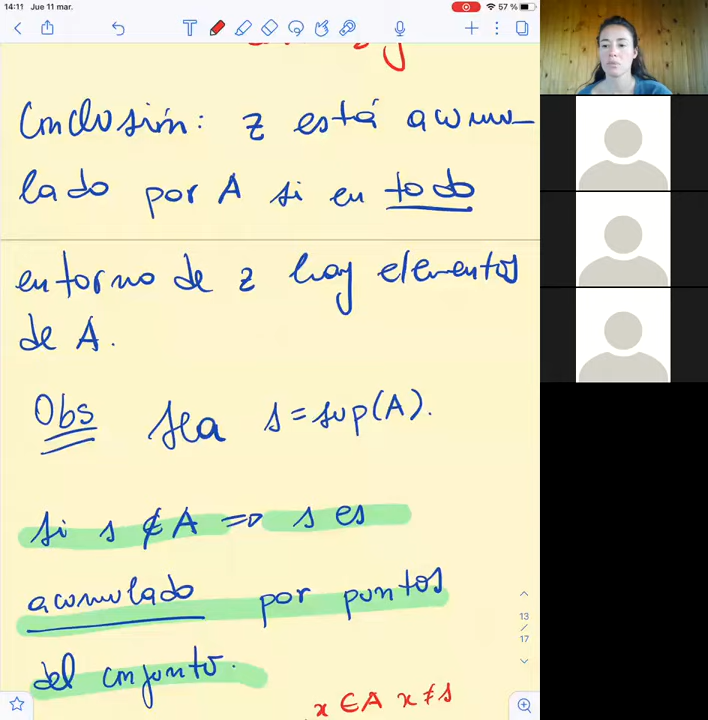 14:11 Jue 11 mar.
57 %
Conclusión: z está acumu-
lado por A si en todo
entorno de z hay elementos
de A.
Obs sea s = sup(A).
si s ∉ A ⇒ s es
acumulado por puntos
del conjunto.
x ∈ A x ≠ s
13
/
17